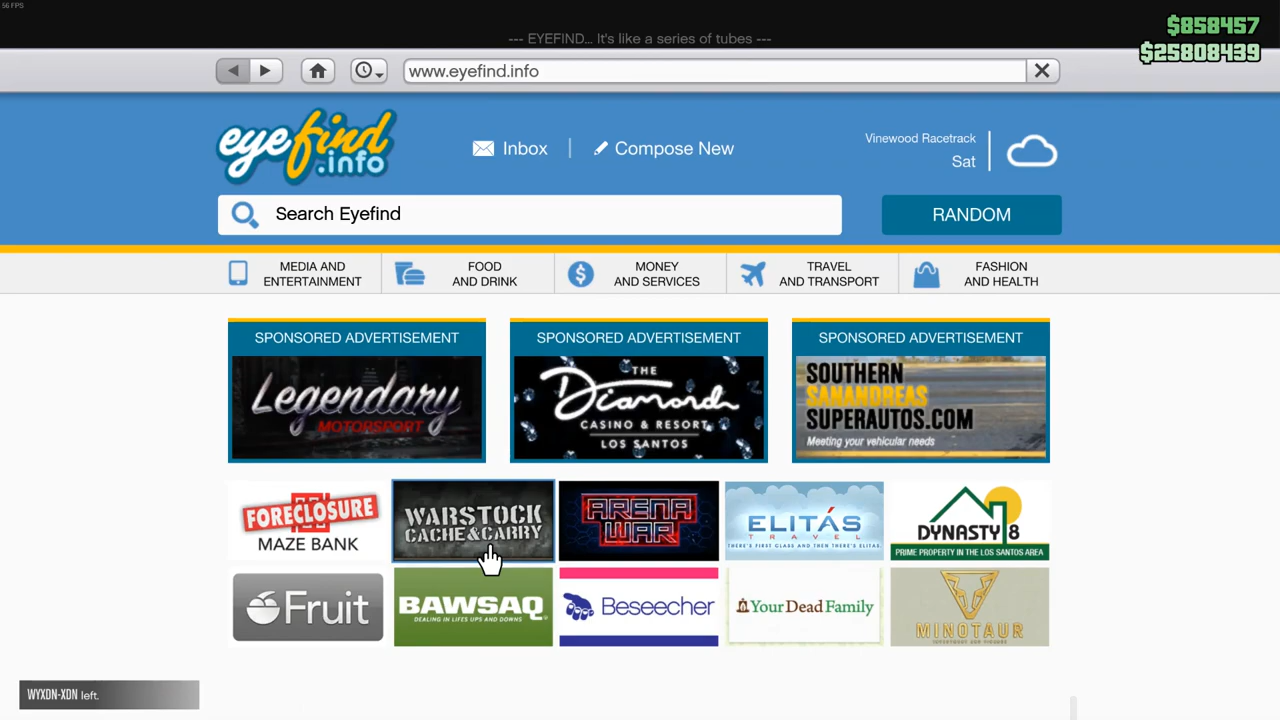 56 FPS
--- EYEFIND... It's like a series of tubes ---
$858457
$25808439
www.eyefind.info
eyefind
.info
Inbox
Compose New
Vinewood Racetrack
Sat
Search Eyefind
RANDOM
MEDIA AND
ENTERTAINMENT
FOOD
AND DRINK
MONEY
AND SERVICES
TRAVEL
AND TRANSPORT
FASHION
AND HEALTH
SPONSORED ADVERTISEMENT
Legendary
MOTORSPORT
SPONSORED ADVERTISEMENT
THE
Diamond
CASINO & RESORT
LOS SANTOS
SPONSORED ADVERTISEMENT
SOUTHERN
SANANDREAS
SUPERAUTOS.COM
Meeting your vehicular needs
FORECLOSURE
MAZE BANK
WARSTOCK
CACHE&CARRY
ARENA
WAR
ELITÁS
TRAVEL
THERE'S FIRST CLASS AND THEN THERE'S ELITAS.
DYNASTY 8
PRIME PROPERTY IN THE LOS SANTOS AREA
Fruit
BAWSAQ
DEALING IN LIFES UPS AND DOWNS
Beseecher
YourDeadFamily
MINOTAUR
WYXDN-XDN left.